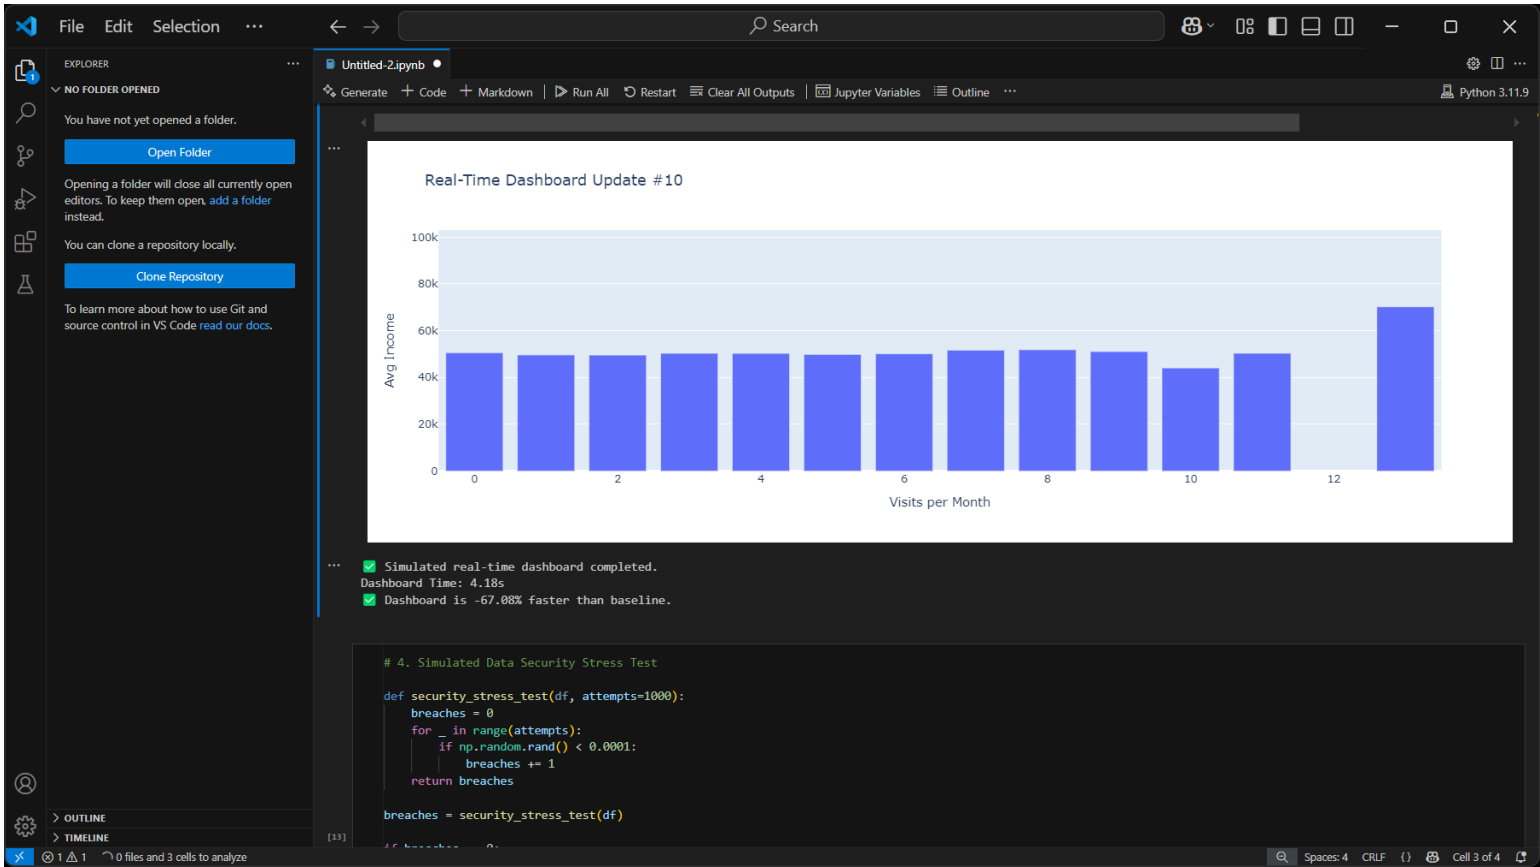 File Edit Selection ···
Search
EXPLORER ···
NO FOLDER OPENED
You have not yet opened a folder.
Open Folder
Opening a folder will close all currently open
editors. To keep them open, add a folder
instead.
You can clone a repository locally.
Clone Repository
To learn more about how to use Git and
source control in VS Code read our docs.
OUTLINE
TIMELINE
1
Untitled-2.ipynb
Generate + Code + Markdown | Run All Restart Clear All Outputs | Jupyter Variables Outline ···
Python 3.11.9
Real-Time Dashboard Update #10
100k
80k
60k
40k
20k
0
Avg Income
0 2 4 6 8 10 12
Visits per Month
✅ Simulated real-time dashboard completed.
Dashboard Time: 4.18s
✅ Dashboard is -67.08% faster than baseline.
# 4. Simulated Data Security Stress Test
def security_stress_test(df, attempts=1000):
breaches = 0
for _ in range(attempts):
if np.random.rand() < 0.0001:
breaches += 1
return breaches
breaches = security_stress_test(df)
[13]
1 1 0 files and 3 cells to analyze
Spaces: 4 CRLF {} Cell 3 of 4